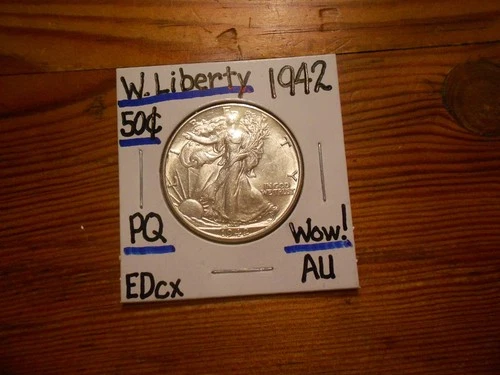 W. Liberty 1942
50¢
PQ Wow!
EDcx AU